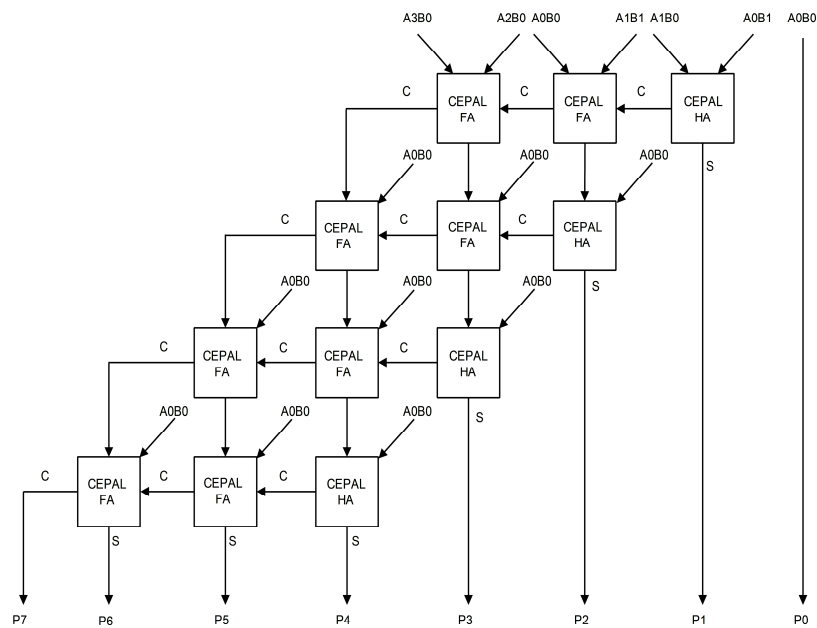 A3B0 A2B0 A0B0 A1B1 A1B0 A0B1 A0B0
C C C
CEPAL FA
CEPAL FA
CEPAL HA
S
A0B0 A0B0 A0B0
C C C
CEPAL FA
CEPAL FA
CEPAL HA
S
A0B0 A0B0 A0B0
C C C
CEPAL FA
CEPAL FA
CEPAL HA
S
A0B0 A0B0 A0B0
C C C
CEPAL FA
CEPAL FA
CEPAL HA
S S S
P7 P6 P5 P4 P3 P2 P1 P0